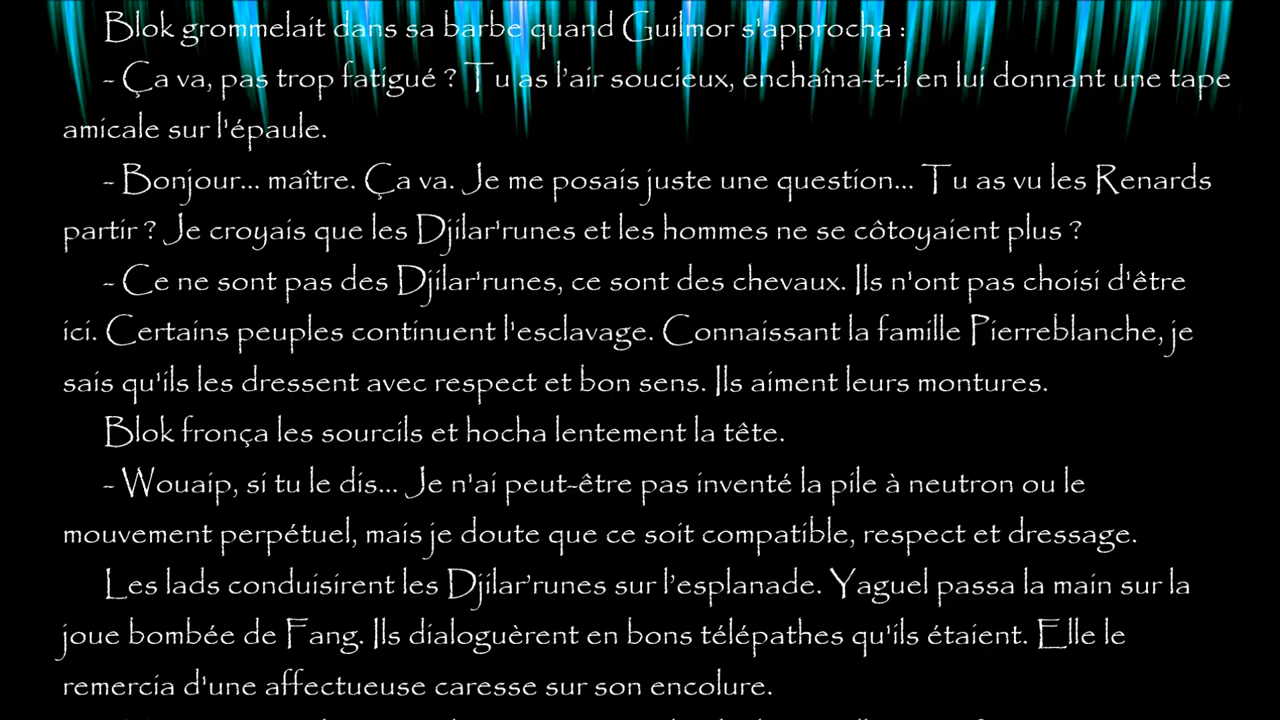 Blok grommelait dans sa barbe quand Guilmor s'approcha :
- Ça va, pas trop fatigué ? Tu as l’air soucieux, enchaîna-t-il en lui donnant une tape
amicale sur l'épaule.
- Bonjour... maître. Ça va. Je me posais juste une question... Tu as vu les Renards
partir ? Je croyais que les Djilar'runes et les hommes ne se côtoyaient plus ?
- Ce ne sont pas des Djilar'runes, ce sont des chevaux. Ils n'ont pas choisi d'être
ici. Certains peuples continuent l'esclavage. Connaissant la famille Pierreblanche, je
sais qu'ils les dressent avec respect et bon sens. Ils aiment leurs montures.
Blok fronça les sourcils et hocha lentement la tête.
- Wouaip, si tu le dis... Je n'ai peut-être pas inventé la pile à neutron ou le
mouvement perpétuel, mais je doute que ce soit compatible, respect et dressage.
Les lads conduisirent les Djilar’runes sur l’esplanade. Yaguel passa la main sur la
joue bombée de Fang. Ils dialoguèrent en bons télépathes qu'ils étaient. Elle le
remercia d'une affectueuse caresse sur son encolure.